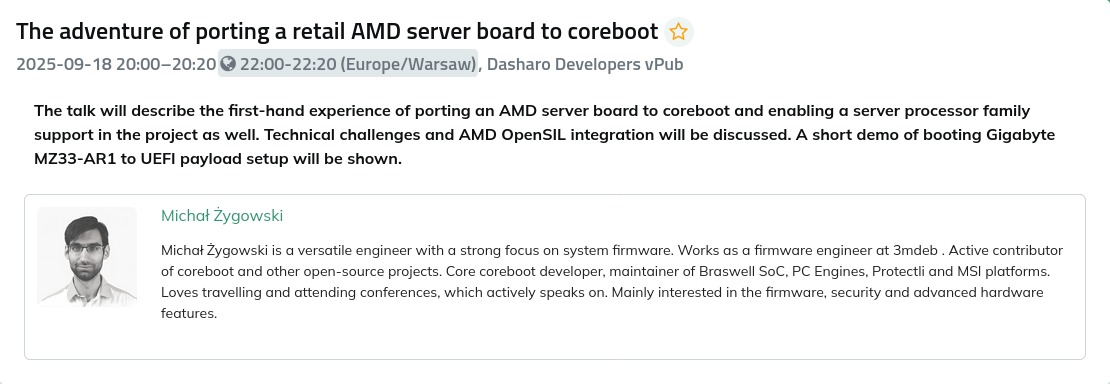 The adventure of porting a retail AMD server board to coreboot
2025-09-18 20:00–20:20 22:00-22:20 (Europe/Warsaw), Dasharo Developers vPub
The talk will describe the first-hand experience of porting an AMD server board to coreboot and enabling a server processor family
support in the project as well. Technical challenges and AMD OpenSIL integration will be discussed. A short demo of booting Gigabyte
MZ33-AR1 to UEFI payload setup will be shown.
Michał Żygowski
Michał Żygowski is a versatile engineer with a strong focus on system firmware. Works as a firmware engineer at 3mdeb . Active contributor
of coreboot and other open-source projects. Core coreboot developer, maintainer of Braswell SoC, PC Engines, Protectli and MSI platforms.
Loves travelling and attending conferences, which actively speaks on. Mainly interested in the firmware, security and advanced hardware
features.